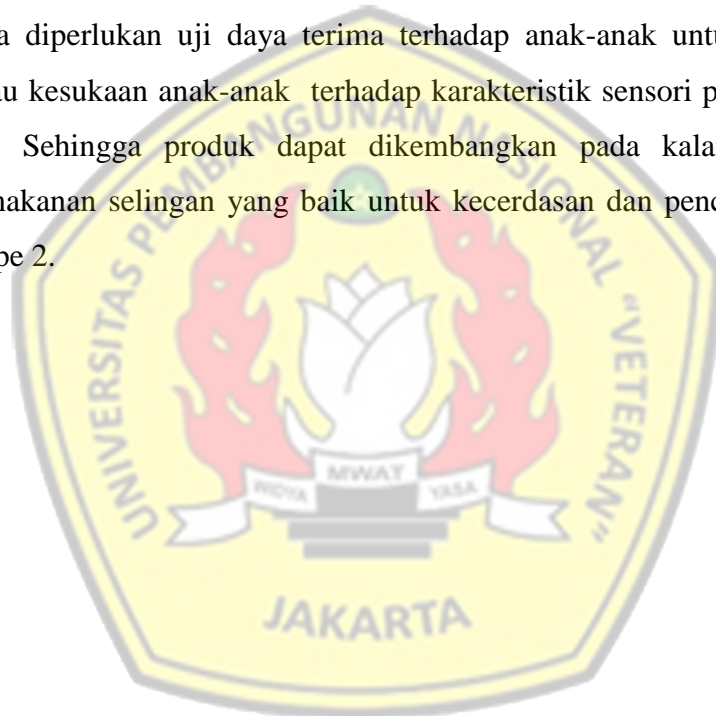 a diperlukan uji daya terima terhadap anak-anak untu
u kesukaan anak-anak terhadap karakteristik sensori p
Sehingga produk dapat dikembangkan pada kala
makanan selingan yang baik untuk kecerdasan dan penc
pe 2.
UNIVERSITAS PEMBANGUNAN NASIONAL "VETERAN"
WIDYA MWAT YASA
JAKARTA